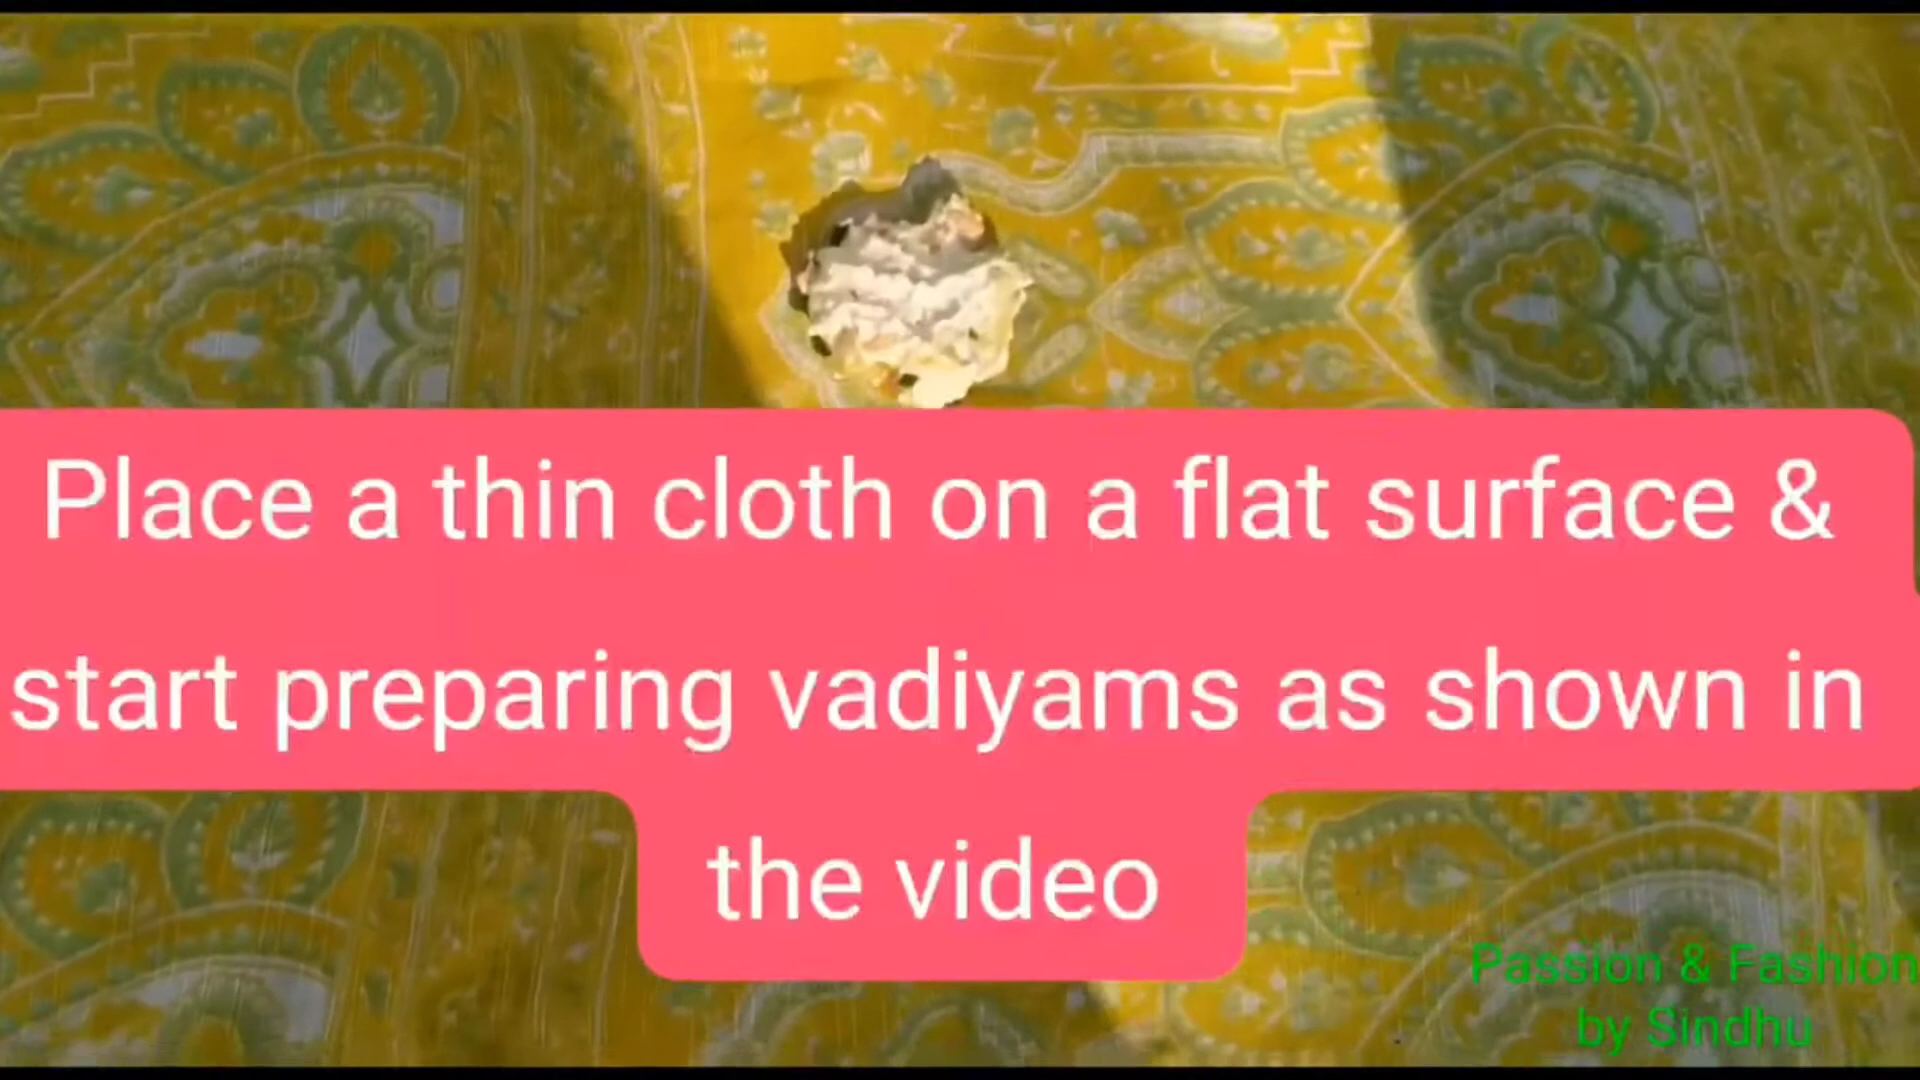 Place a thin cloth on a flat surface &
start preparing vadiyams as shown in
the video
Passion & Fashion
by Sindhu